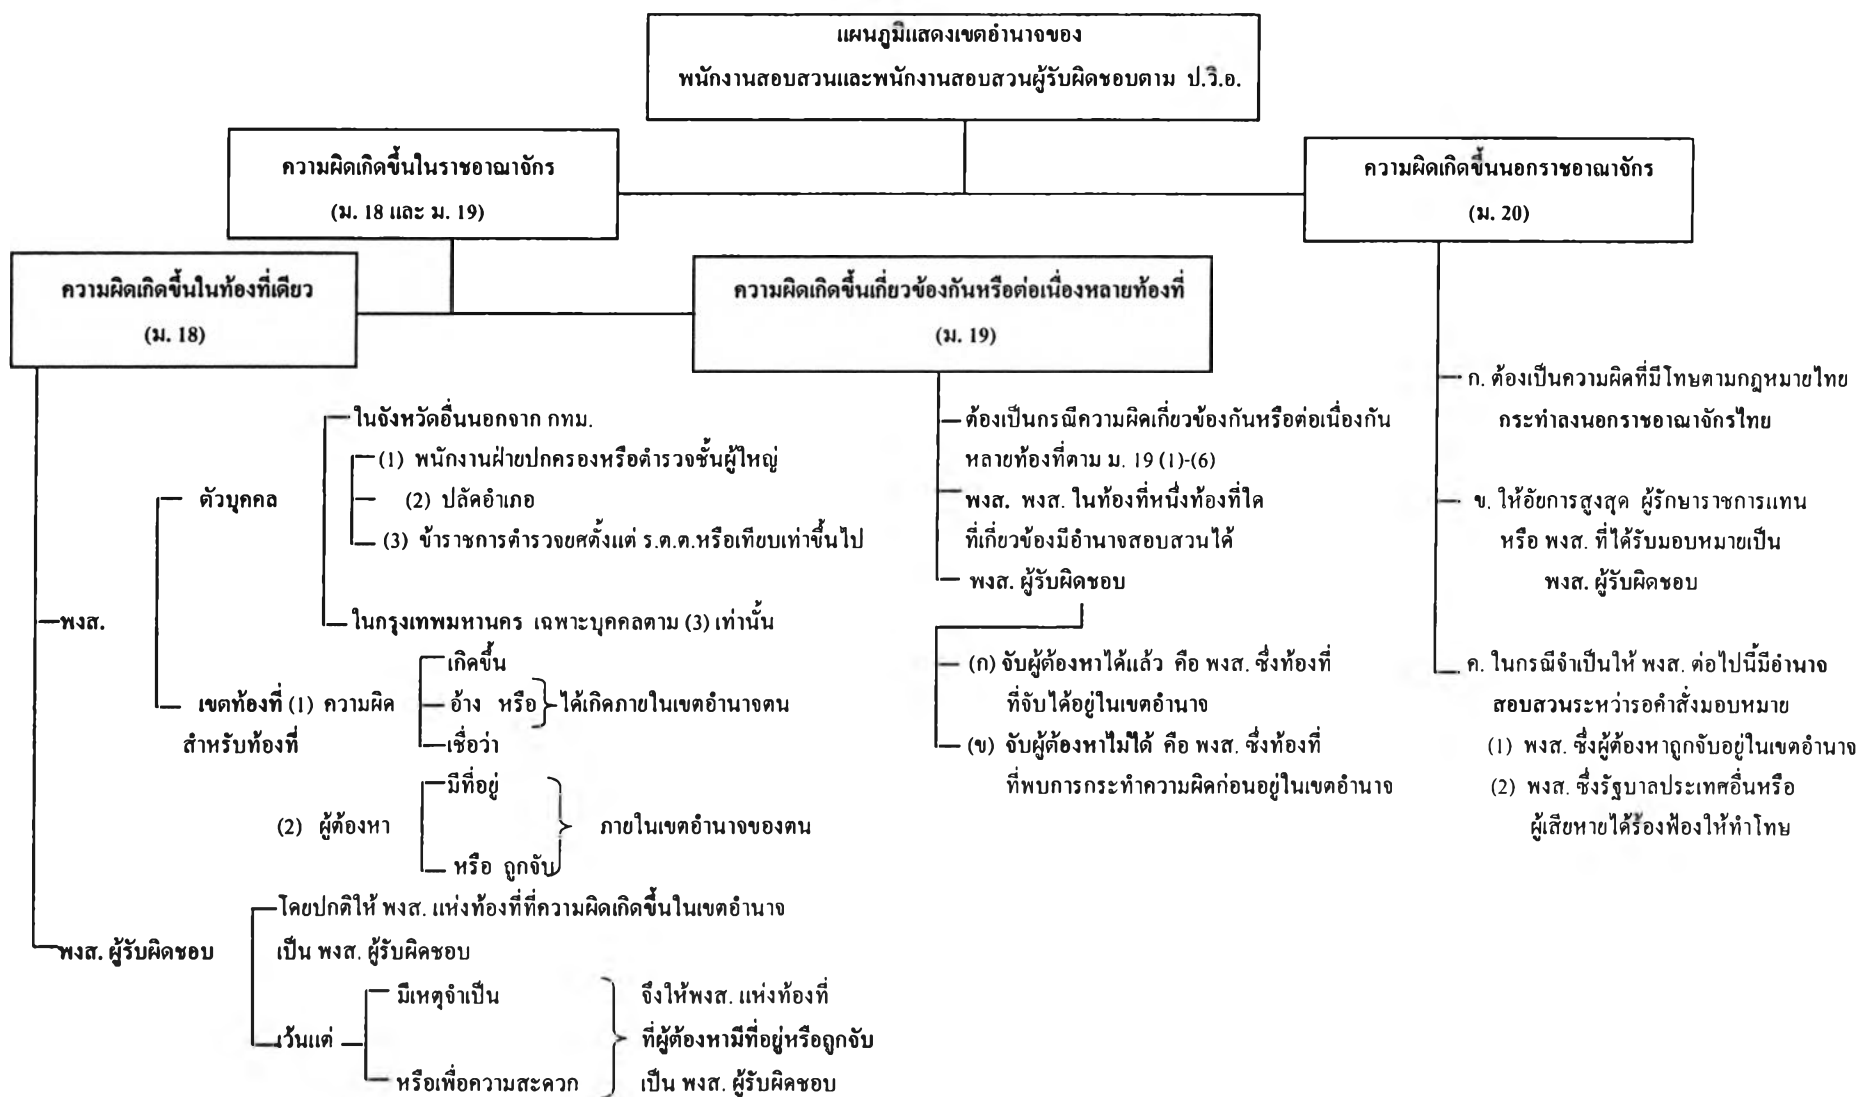 แผนภูมิแสดงเขตอำนาจของ
พนักงานสอบสวนและพนักงานสอบสวนผู้รับผิดชอบตาม ป.วิ.อ.
ความผิดเกิดขึ้นในราชอาณาจักร
(ม. 18 และ ม. 19)
ความผิดเกิดขึ้นนอกราชอาณาจักร
(ม. 20)
ความผิดเกิดขึ้นในท้องที่เดียว
(ม. 18)
ความผิดเกิดขึ้นเกี่ยวข้องกันหรือต่อเนื่องหลายท้องที่
(ม. 19)
พงส.
ตัวบุคคล
ในจังหวัดอื่นนอกจาก กทม.
(1) พนักงานฝ่ายปกครองหรือตำรวจชั้นผู้ใหญ่
(2) ปลัดอำเภอ
(3) ข้าราชการตำรวจยศตั้งแต่ ร.ต.ต.หรือเทียบเท่าขึ้นไป
ในกรุงเทพมหานคร เฉพาะบุคคลตาม (3) เท่านั้น
เขตท้องที่ (1) ความผิด
สำหรับท้องที่
เกิดขึ้น
อ้าง หรือ ได้เกิดภายในเขตอำนาจตน
เชื่อว่า
(2) ผู้ต้องหา
มีที่อยู่
ภายในเขตอำนาจของตน
หรือ ถูกจับ
พงส. ผู้รับผิดชอบ
โดยปกติให้ พงส. แห่งท้องที่ที่ความผิดเกิดขึ้นในเขตอำนาจ
เป็น พงส. ผู้รับผิดชอบ
เว้นแต่
มีเหตุจำเป็น
หรือเพื่อความสะดวก
จึงให้พงส. แห่งท้องที่
ที่ผู้ต้องหามีที่อยู่หรือถูกจับ
เป็น พงส. ผู้รับผิดชอบ
ต้องเป็นกรณีความผิดเกี่ยวข้องกันหรือต่อเนื่องกัน
หลายท้องที่ตาม ม. 19 (1)-(6)
พงส. พงส. ในท้องที่หนึ่งท้องที่ใด
ที่เกี่ยวข้องมีอำนาจสอบสวนได้
พงส. ผู้รับผิดชอบ
(ก) จับผู้ต้องหาได้แล้ว คือ พงส. ซึ่งท้องที่
ที่จับได้อยู่ในเขตอำนาจ
(ข) จับผู้ต้องหาไม่ได้ คือ พงส. ซึ่งท้องที่
ที่พบการกระทำความผิดก่อนอยู่ในเขตอำนาจ
ก. ต้องเป็นความผิดที่มีโทษตามกฎหมายไทย
กระทำลงนอกราชอาณาจักรไทย
ข. ให้อัยการสูงสุด ผู้รักษาราชการแทน
หรือ พงส. ที่ได้รับมอบหมายเป็น
พงส. ผู้รับผิดชอบ
ค. ในกรณีจำเป็นให้ พงส. ต่อไปนี้มีอำนาจ
สอบสวนระหว่ารอคำสั่งมอบหมาย
(1) พงส. ซึ่งผู้ต้องหาถูกจับอยู่ในเขตอำนาจ
(2) พงส. ซึ่งรัฐบาลประเทศอื่นหรือ
ผู้เสียหายได้ร้องฟ้องให้ทำโทษ